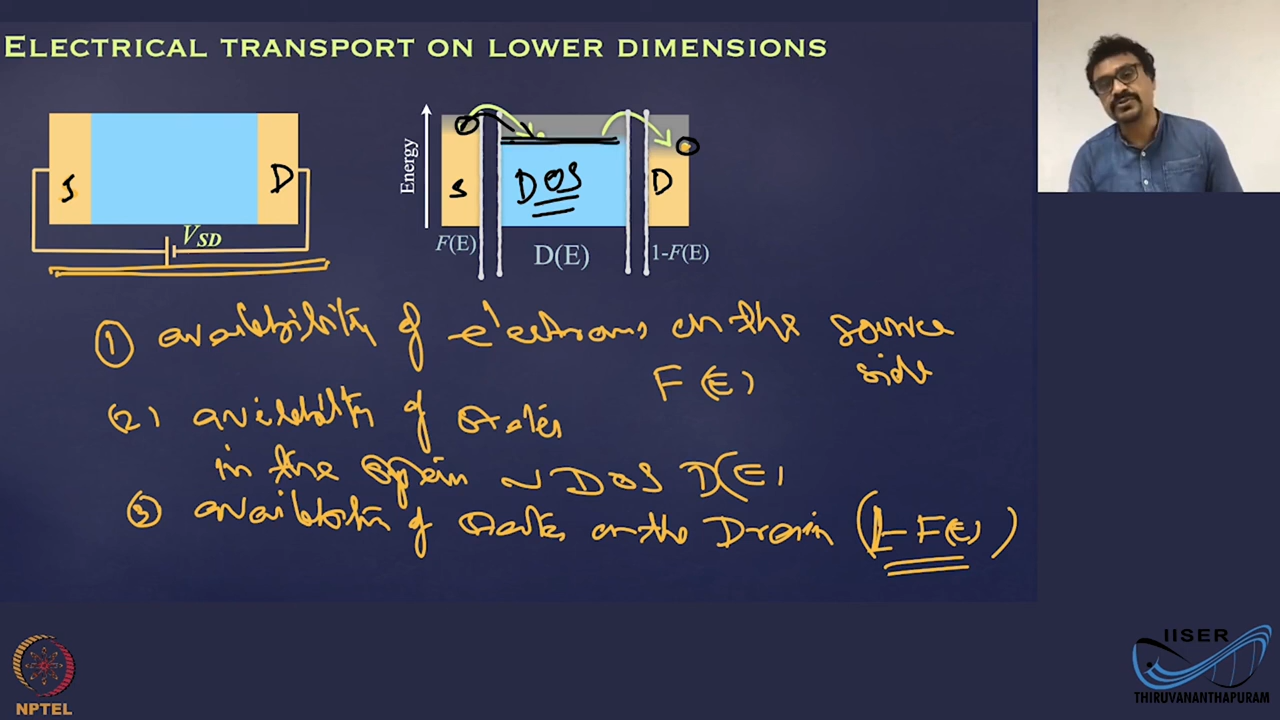 ELECTRICAL TRANSPORT ON LOWER DIMENSIONS
S
D
VSD
Energy
S
DOS
D
F(E)
D(E)
1-F(E)
① availability of electrons on the source side
F(E)
(2) availability of states
in the system ~ DOS D(E)
③ availability of states on the Drain (1-F(E))
NPTEL
IISER
THIRUVANANTHAPURAM